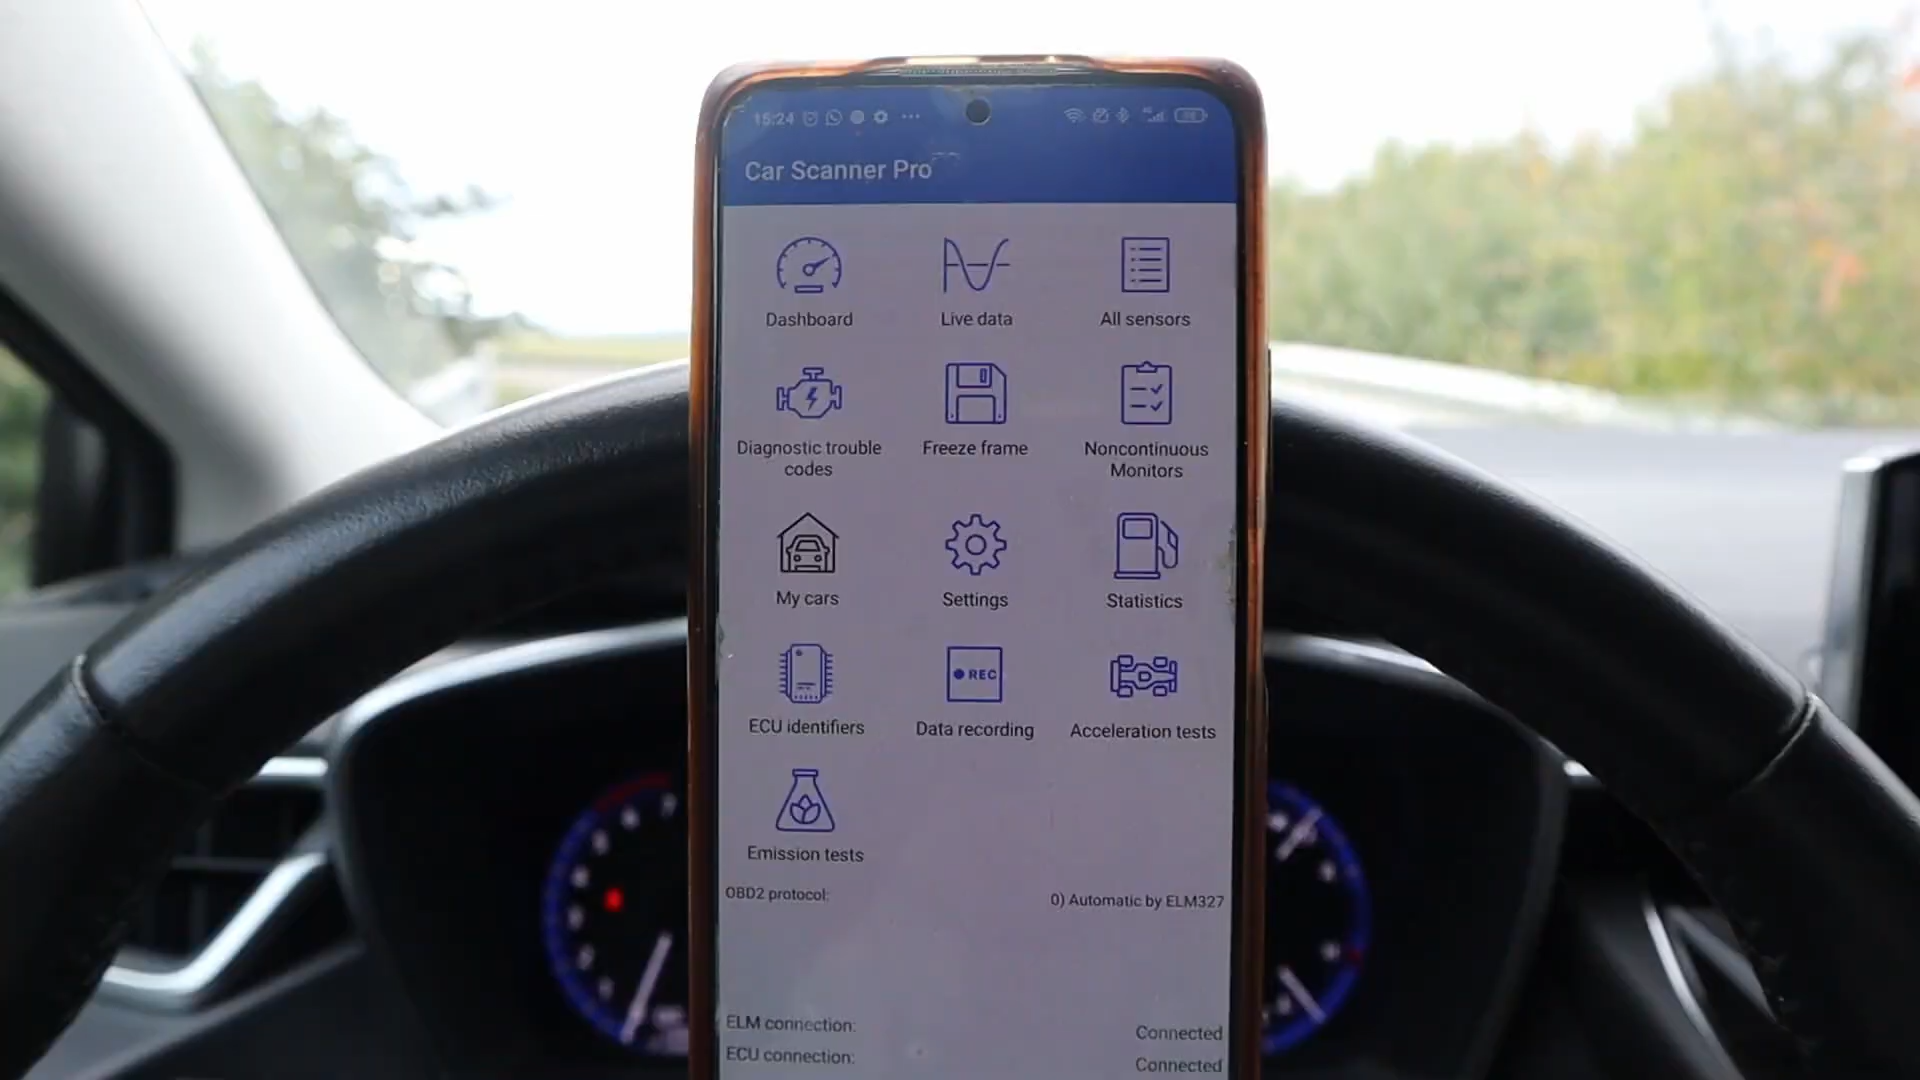 15:24
Car Scanner Pro
Dashboard
Live data
All sensors
Diagnostic trouble
codes
Freeze frame
Noncontinuous
Monitors
My cars
Settings
Statistics
REC
ECU identifiers
Data recording
Acceleration tests
Emission tests
OBD2 protocol:
0) Automatic by ELM327
ELM connection:
Connected
ECU connection:
Connected